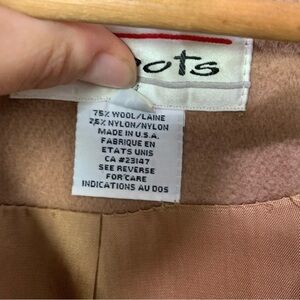 oots
75% WOOL/LAINE
25% NYLON/NYLON
MADE IN U.S.A.
FABRIQUE EN
ETATS UNIS
CA #23147
SEE REVERSE
FOR CARE
INDICATIONS AU DOS